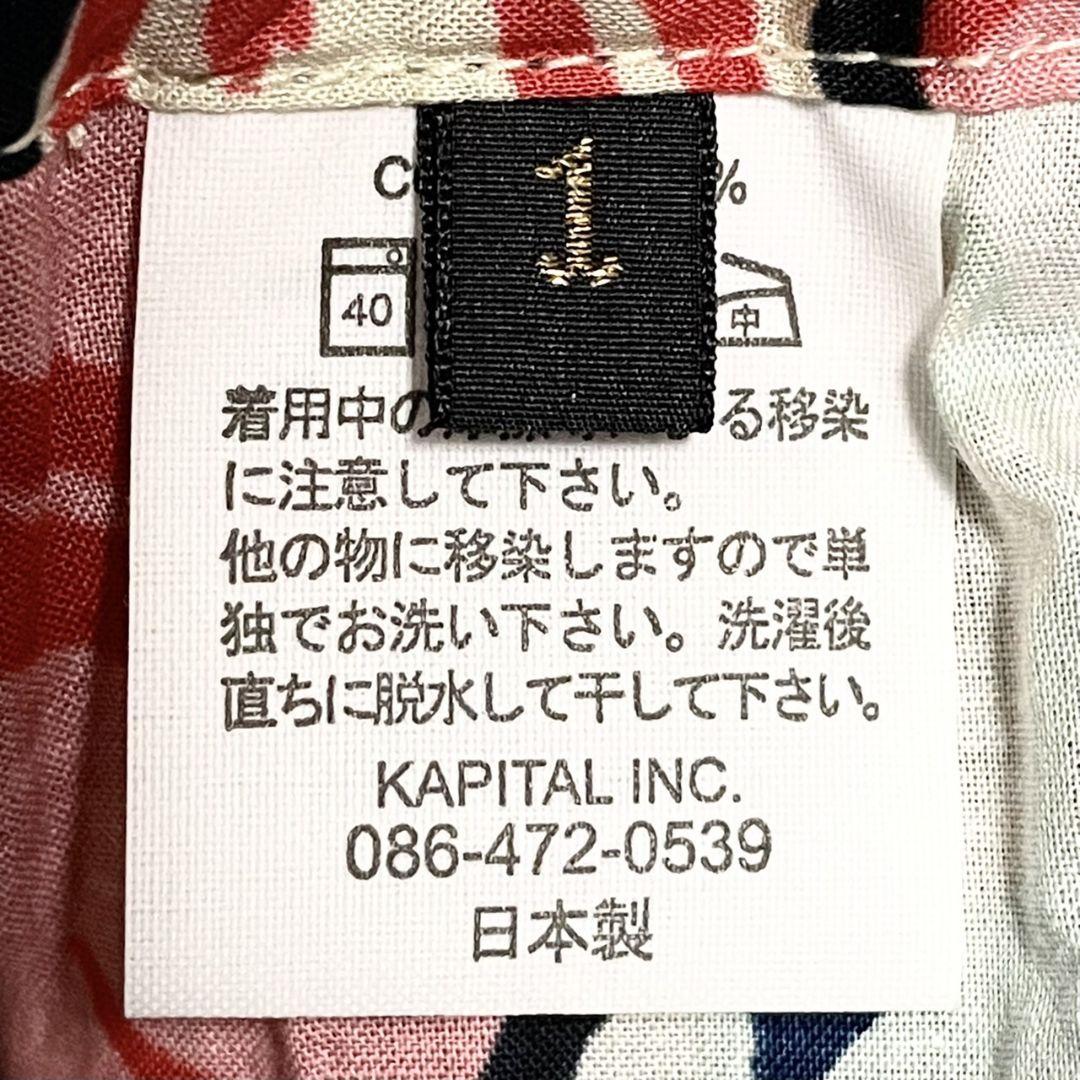 1
40
中
着用中の
る移染
に注意して下さい。
他の物に移染しますので単
独でお洗い下さい。洗濯後
直ちに脱水して干して下さい。
KAPITAL INC.
086-472-0539
日本製